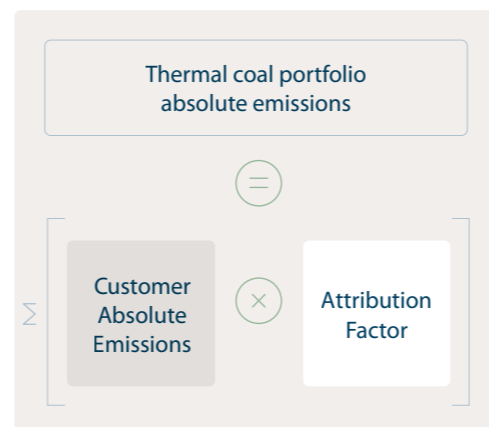 Thermal coal portfolio
absolute emissions
=
Σ
Customer
Absolute
Emissions
×
Attribution
Factor